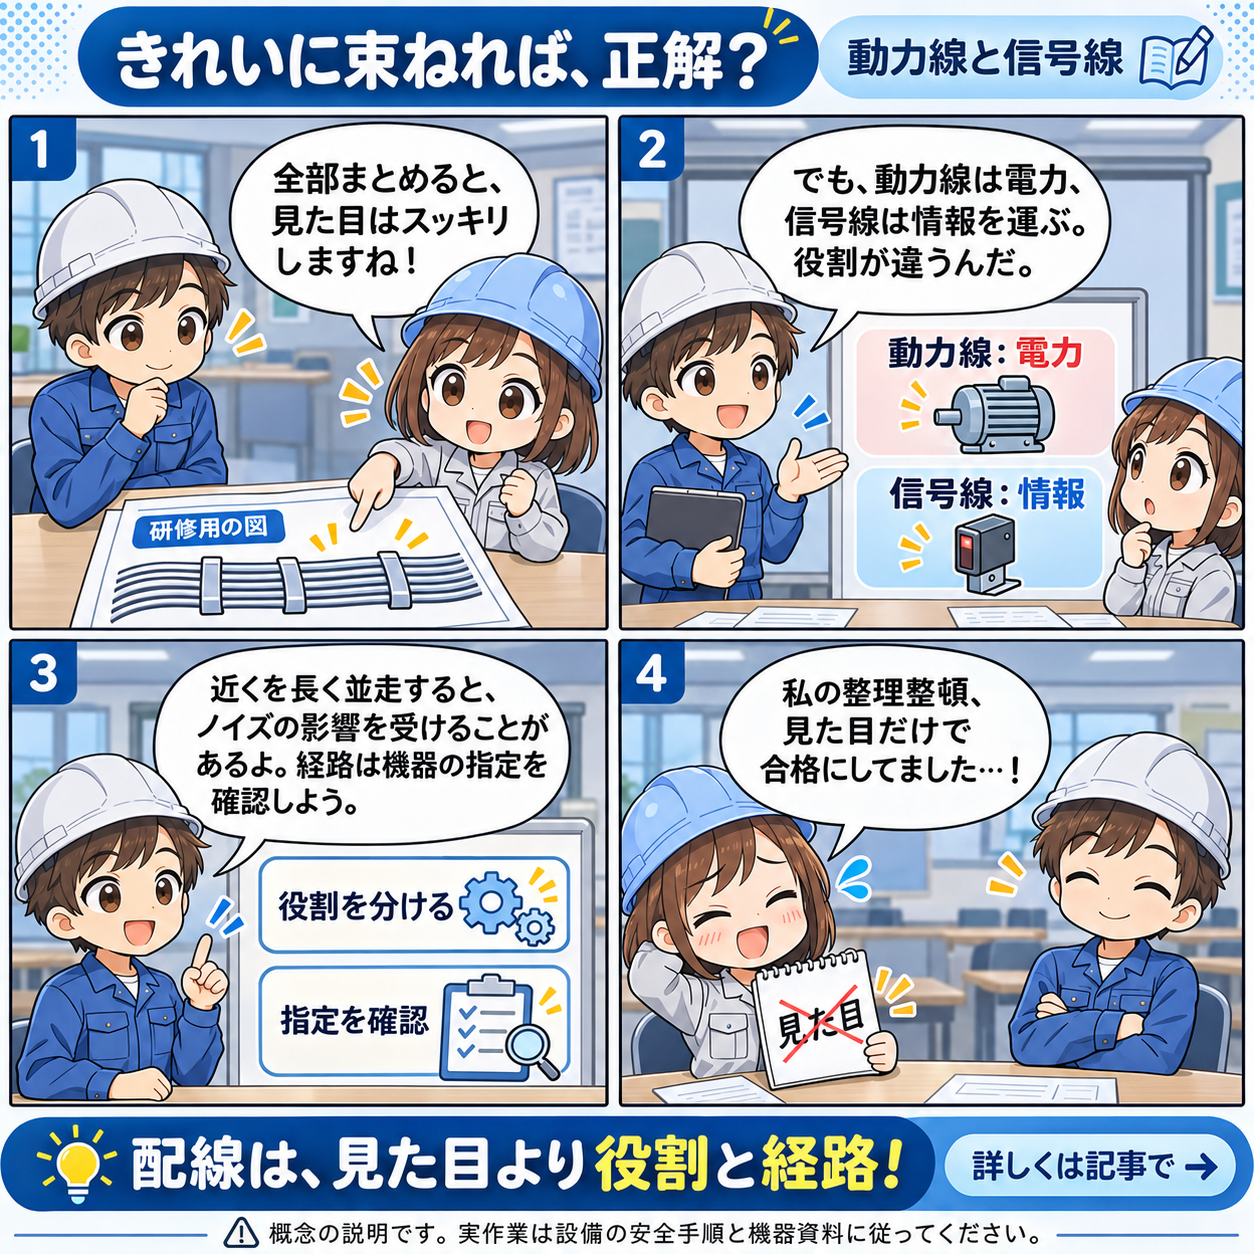 きれいに束ねれば、正解？
動力線と信号線
1
全部まとめると、
見た目はスッキリ
しますね！
研修用の図
2
でも、動力線は電力、
信号線は情報を運ぶ。
役割が違うんだ。
動力線：電力
信号線：情報
3
近くを長く並走すると、
ノイズの影響を受けることが
あるよ。経路は機器の指定を
確認しよう。
役割を分ける
指定を確認
4
私の整理整頓、
見た目だけで
合格にしてました…！
見た目
配線は、見た目より役割と経路！
詳しくは記事で→
概念の説明です。実作業は設備の安全手順と機器資料に従ってください。